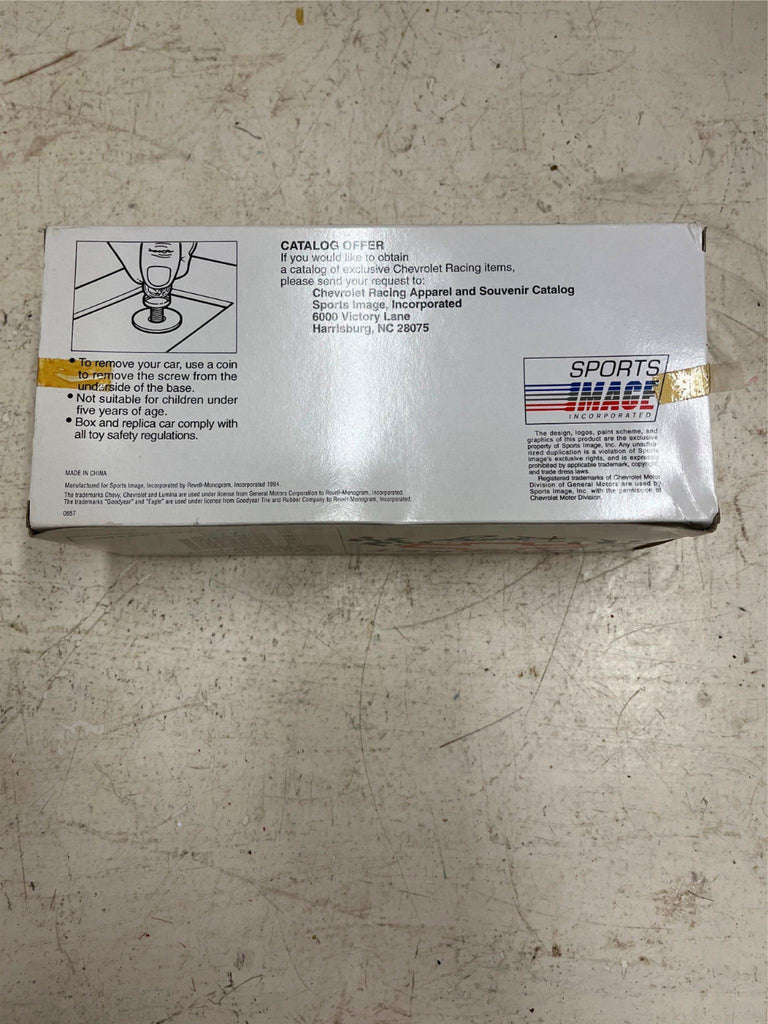 CATALOG OFFER
If you would like to obtain
a catalog of exclusive Chevrolet Racing items,
please send your request to:
Chevrolet Racing Apparel and Souvenir Catalog
Sports Image, Incorporated
6000 Victory Lane
Harrisburg, NC 28075
• To remove your car, use a coin
to remove the screw from the
underside of the base.
• Not suitable for children under
five years of age.
• Box and replica car comply with
all toy safety regulations.
MADE IN CHINA
Manufactured for Sports Image, Incorporated by Revell-Monogram, Incorporated 1994.
The trademarks Chevy, Chevrolet and Lumina are used under license from General Motors Corporation to Revell-Monogram, Incorporated.
The trademarks "Goodyear" and "Eagle" are used under license from Goodyear Tire and Rubber Company to Revell-Monogram, Incorporated.
0657
SPORTS
IMAGE
INCORPORATED
The design, logos, paint scheme, and
graphics of this product are the exclusive
property of Sports Image, Inc. Any unautho-
rized duplication is a violation of Sports
Image's exclusive rights, and is expressly
prohibited by applicable trademark, copyright
and trade dress laws.
Registered trademarks of Chevrolet Motor
Division of General Motors are used by
Sports Image, Inc. with the permission of
Chevrolet Motor Division.